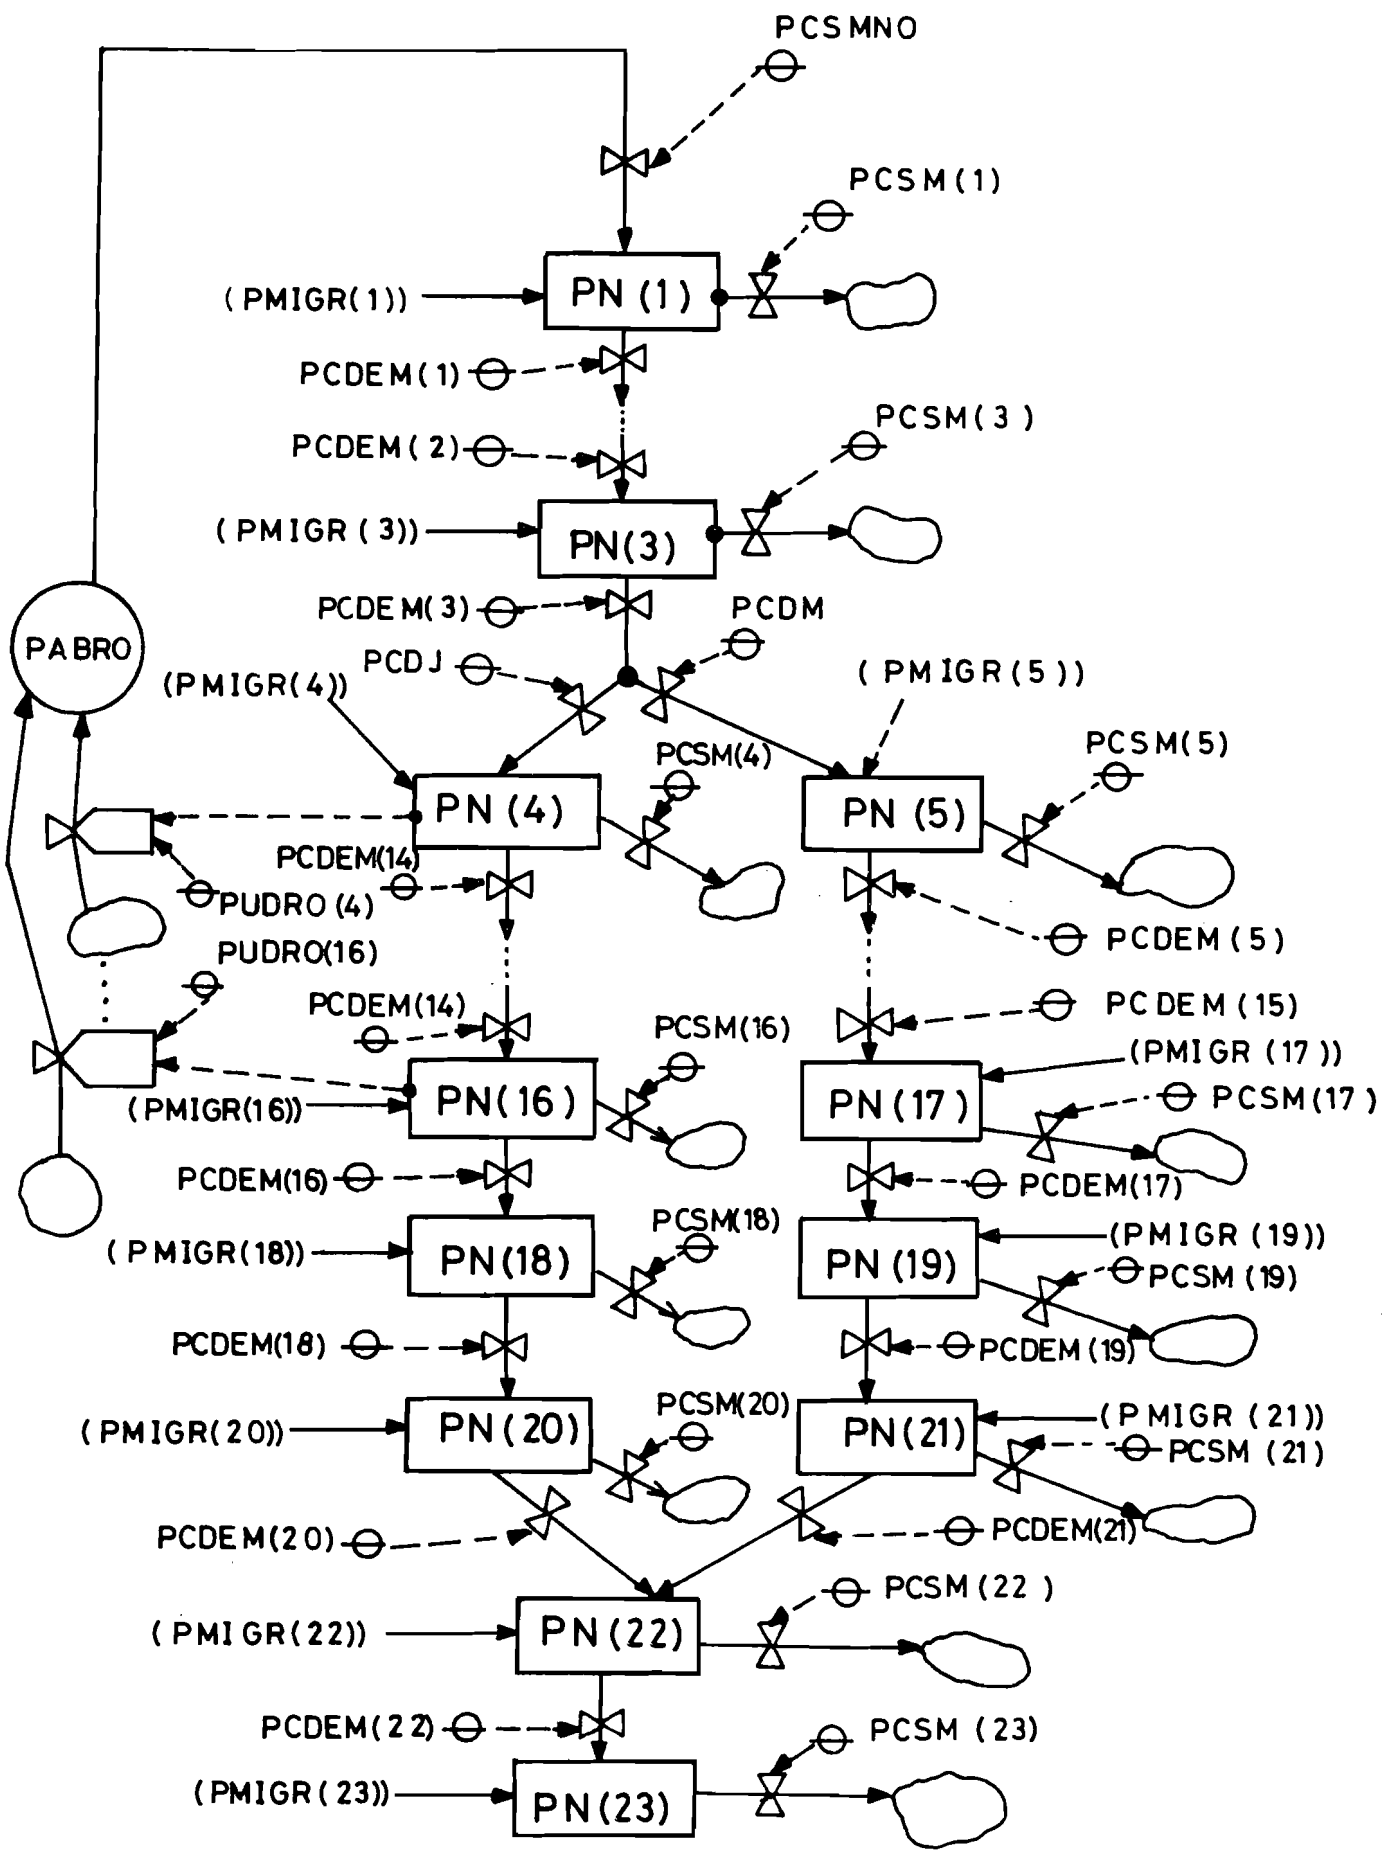 PCSMNO
PCSM(1)
(PMIGR(1))
PN(1)
PCDEM(1)
PCSM(3)
PCDEM(2)
(PMIGR(3))
PN(3)
PCDEM(3)
PCDM
PABRO
PCDJ
(PMIGR(4))
(PMIGR(5))
PCSM(4)
PCSM(5)
PN(4)
PN(5)
PCDEM(14)
PUDRO(4)
PCDEM(5)
PUDRO(16)
PCDEM(14)
PCSM(16)
PCDEM(15)
(PMIGR(17))
(PMIGR(16))
PN(16)
PN(17)
PCSM(17)
PCDEM(16)
PCDEM(17)
PCSM(18)
(PMIGR(18))
PN(18)
PN(19)
(PMIGR(19))
PCSM(19)
PCDEM(18)
PCDEM(19)
PCSM(20)
(PMIGR(20))
PN(20)
PN(21)
(PMIGR(21))
PCSM(21)
PCDEM(20)
PCDEM(21)
PCSM(22)
(PMIGR(22))
PN(22)
PCDEM(22)
PCSM(23)
(PMIGR(23))
PN(23)